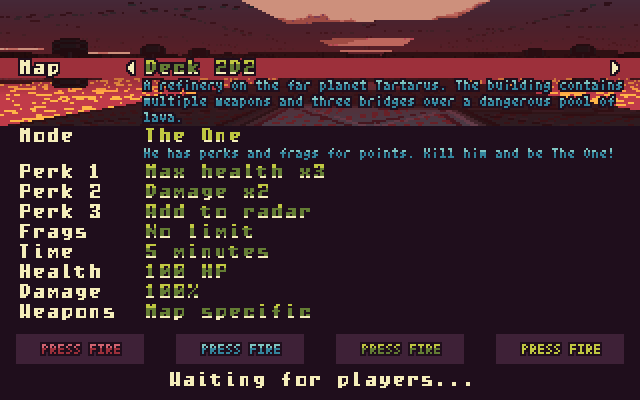 Map Deck 2D2
A refinery on the far planet Tartarus. The building contains
multiple weapons and three bridges over a dangerous pool of
lava.
Mode The One
He has perks and frags for points. Kill him and be The One!
Perk 1 Max health x3
Perk 2 Damage x2
Perk 3 Add to radar
Frags No limit
Time 5 minutes
Health 100 HP
Damage 100%
Weapons Map specific
PRESS FIRE PRESS FIRE PRESS FIRE PRESS FIRE
Waiting for players...